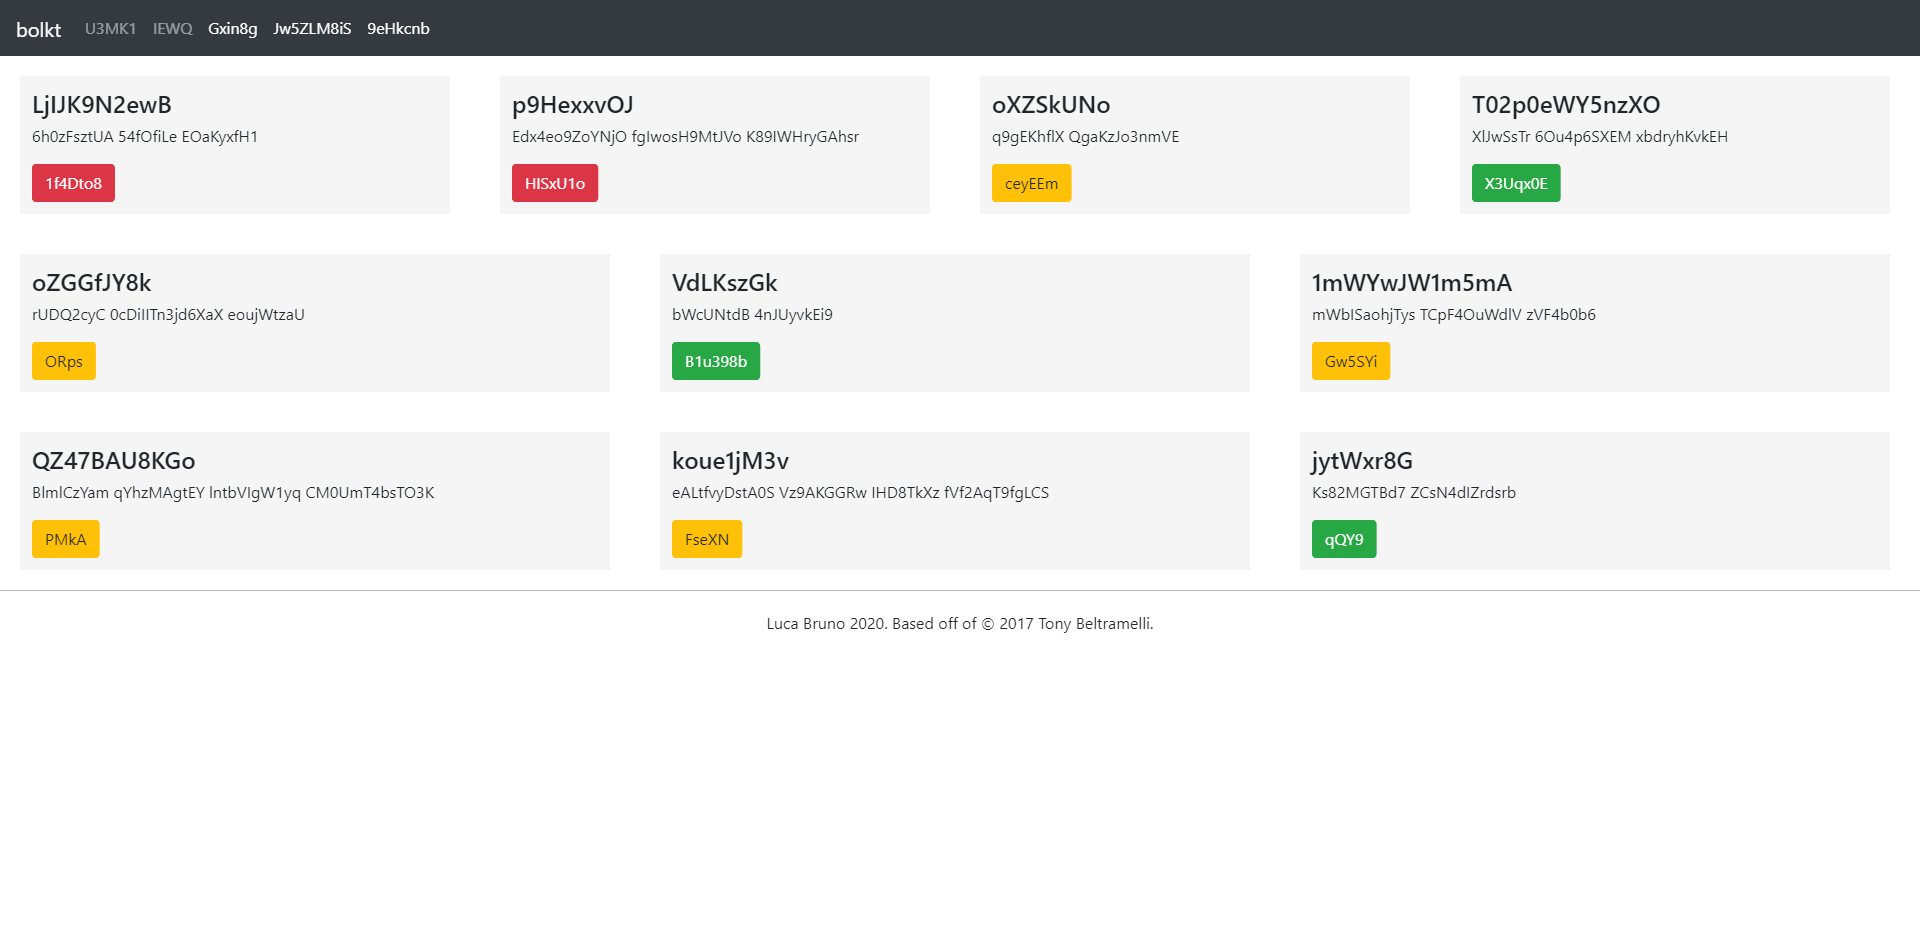 bolkt U3MK1 IEWQ Gxin8g Jw5ZLM8iS 9eHkcnb
LjIJK9N2ewB
6h0zFsztUA 54fOfiLe EOaKyxfH1
1f4Dto8
p9HexxvOJ
Edx4eo9ZoYNjO fgIwosH9MtJVo K89IWHryGAhsr
HISxU1o
oXZSkUNo
q9gEKhflX QgaKzJo3nmVE
ceyEEm
T02p0eWY5nzXO
XlJwSsTr 6Ou4p6SXEM xbdryhKvkEH
X3Uqx0E
oZGGfJY8k
rUDQ2cyC 0cDiIITn3jd6XaX eoujWtzaU
ORps
VdLKszGk
bWcUNtdB 4nJUyvkEi9
B1u398b
1mWYwJW1m5mA
mWbISaohjTys TCpF4OuWdlV zVF4b0b6
Gw5SYi
QZ47BAU8KGo
BlmlCzYam qYhzMAgtEY lntbVIgW1yq CM0UmT4bsTO3K
PMkA
koue1jM3v
eALtfvyDstA0S Vz9AKGGRw IHD8TkXz fVf2AqT9fgLCS
FseXN
jytWxr8G
Ks82MGTBd7 ZCsN4dIZrdsrb
qQY9
Luca Bruno 2020. Based off of © 2017 Tony Beltramelli.